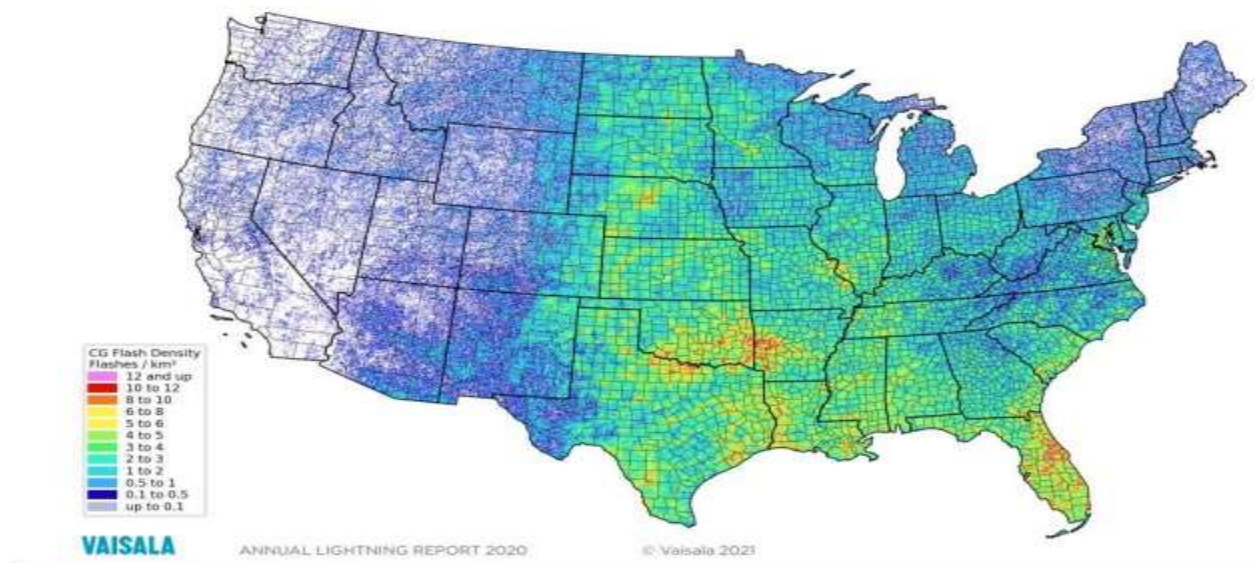 CG Flash Density
Flashes / km²
12 and up
10 to 12
8 to 10
6 to 8
5 to 6
4 to 5
3 to 4
2 to 3
1 to 2
0.5 to 1
0.1 to 0.5
up to 0.1
VAISALA
ANNUAL LIGHTNING REPORT 2020
© Vaisala 2021